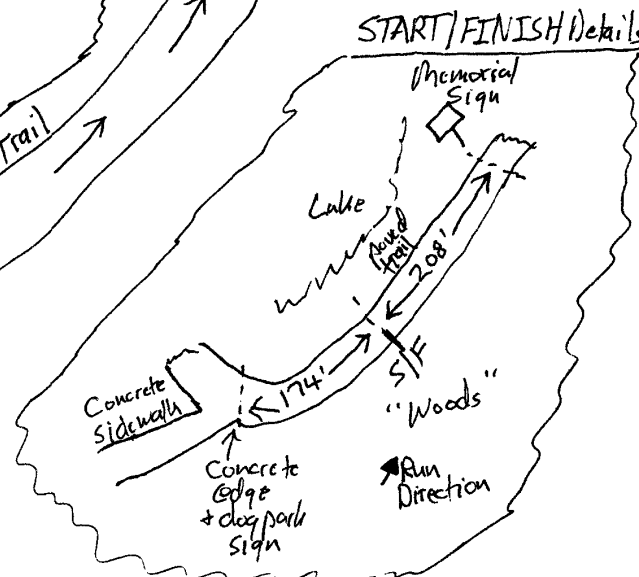 START/FINISH Details
Memorial
Sign
Trail
Lake
paved
trail
208'
174'
S/F
"Woods"
Concrete
sidewalk
Concrete
edge
+ dog park
sign
Run
Direction